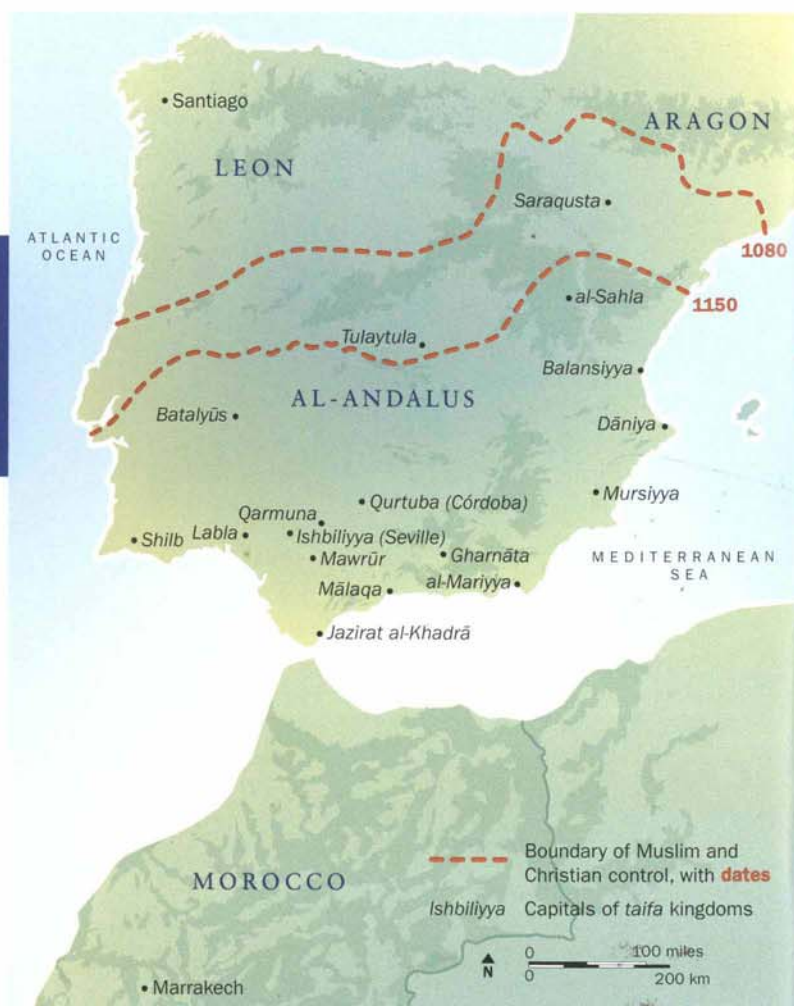 Santiago
LEON
ARAGON
Saraqusta
ATLANTIC
OCEAN
1080
al-Sahla
1150
Tulaytula
Balansiyya
AL-ANDALUS
Batalyūs
Dāniya
Mursiyya
Qurtuba (Córdoba)
Qarmuna
Labla
Ishbiliyya (Seville)
Shilb
Mawrūr
Gharnāta
MEDITERRANEAN
SEA
al-Mariyya
Mālaqa
Jazirat al-Khadrā
Boundary of Muslim and
Christian control, with dates
MOROCCO
Ishbiliyya Capitals of taifa kingdoms
N
0 100 miles
0 200 km
Marrakech